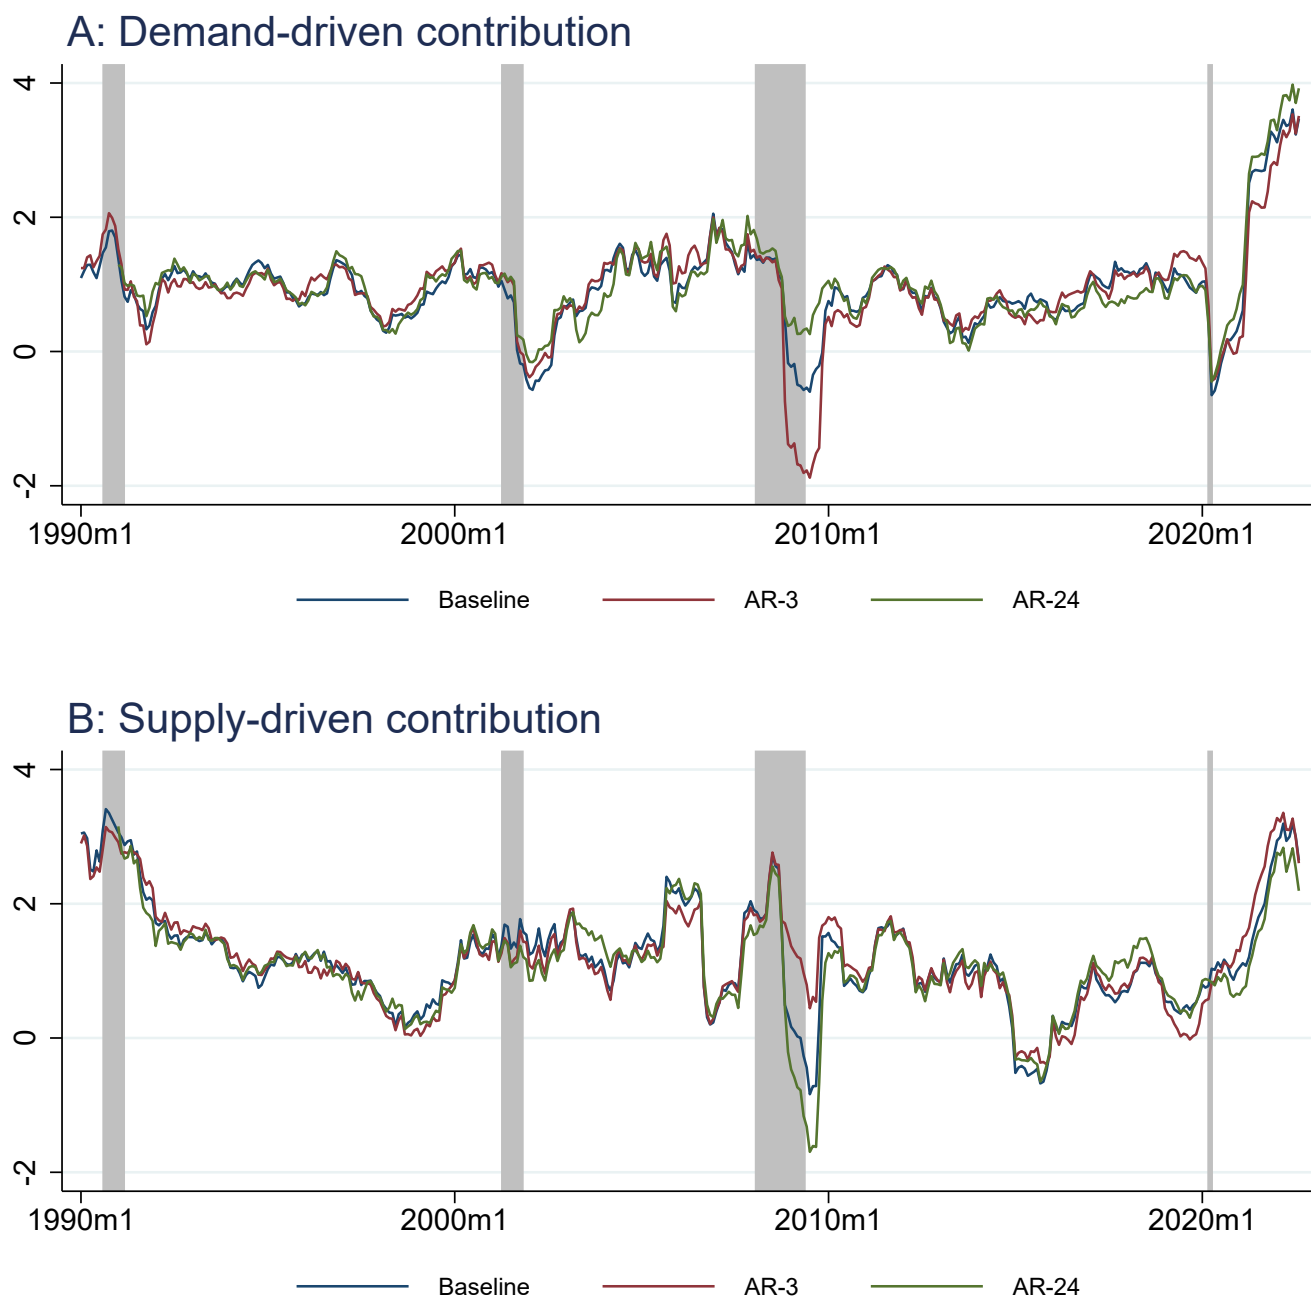 A: Demand-driven contribution
4
2
0
-2
1990m1 2000m1 2010m1 2020m1
Baseline AR-3 AR-24
B: Supply-driven contribution
4
2
0
-2
1990m1 2000m1 2010m1 2020m1
Baseline AR-3 AR-24